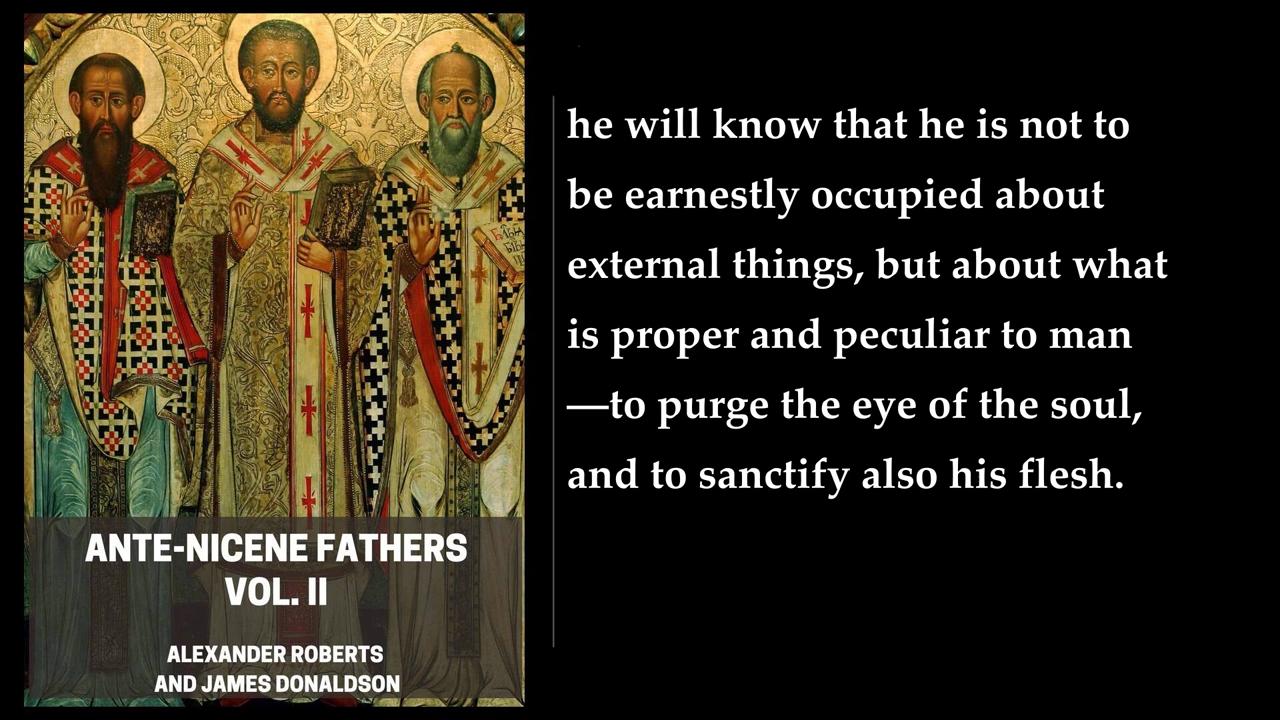 he will know that he is not to
be earnestly occupied about
external things, but about what
is proper and peculiar to man
—to purge the eye of the soul,
and to sanctify also his flesh.
ANTE-NICENE FATHERS
VOL. II
ALEXANDER ROBERTS
AND JAMES DONALDSON